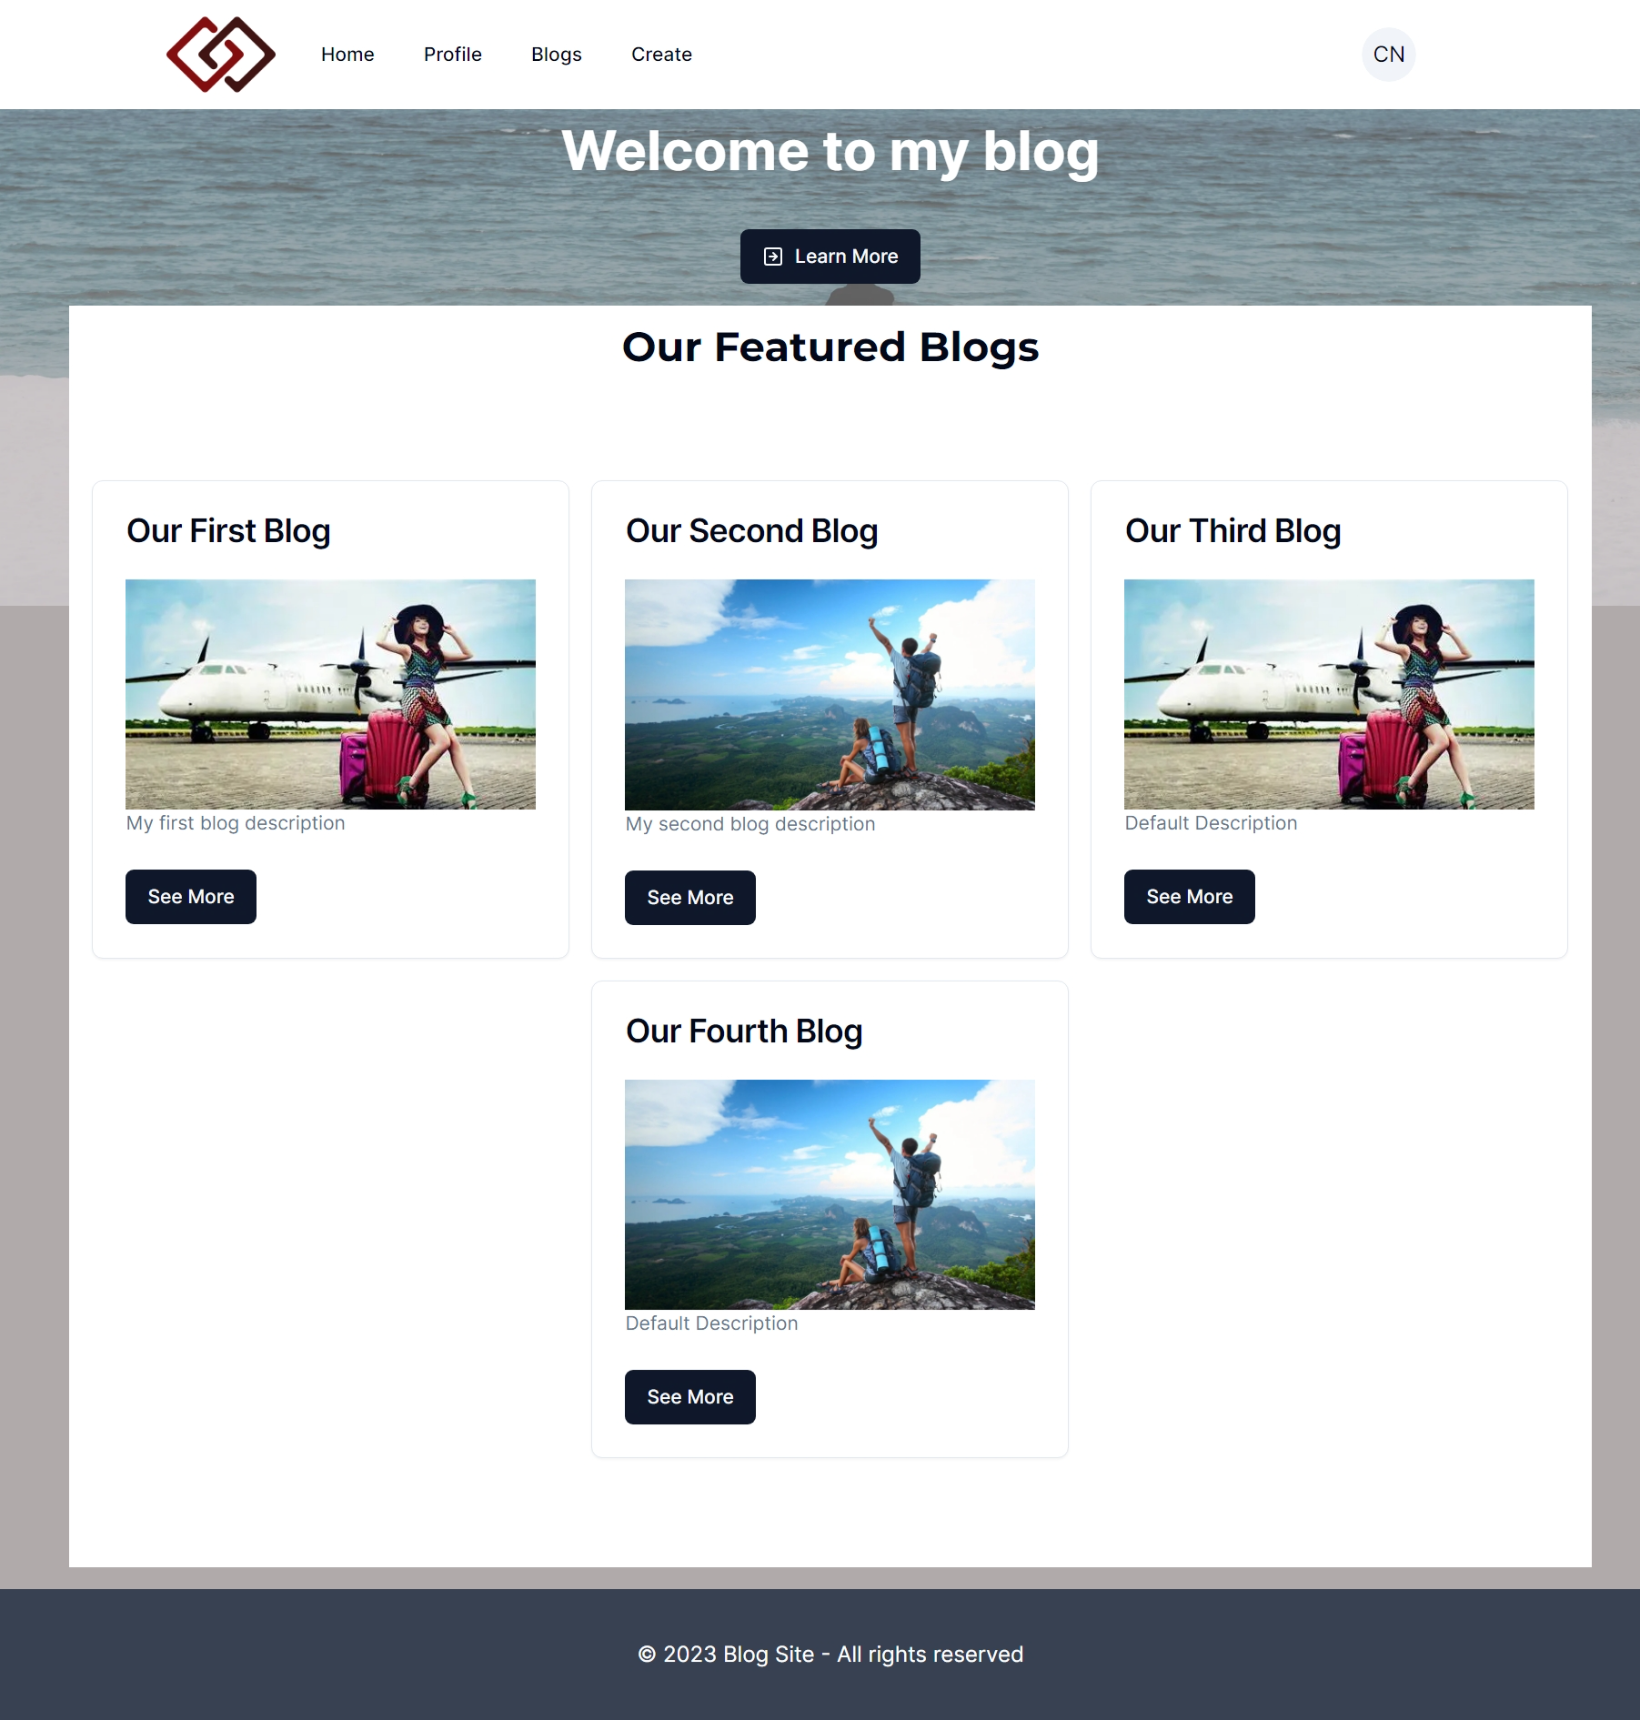 Home Profile Blogs Create CN
Welcome to my blog
Learn More
Our Featured Blogs
Our First Blog
My first blog description
See More
Our Second Blog
My second blog description
See More
Our Third Blog
Default Description
See More
Our Fourth Blog
Default Description
See More
© 2023 Blog Site - All rights reserved